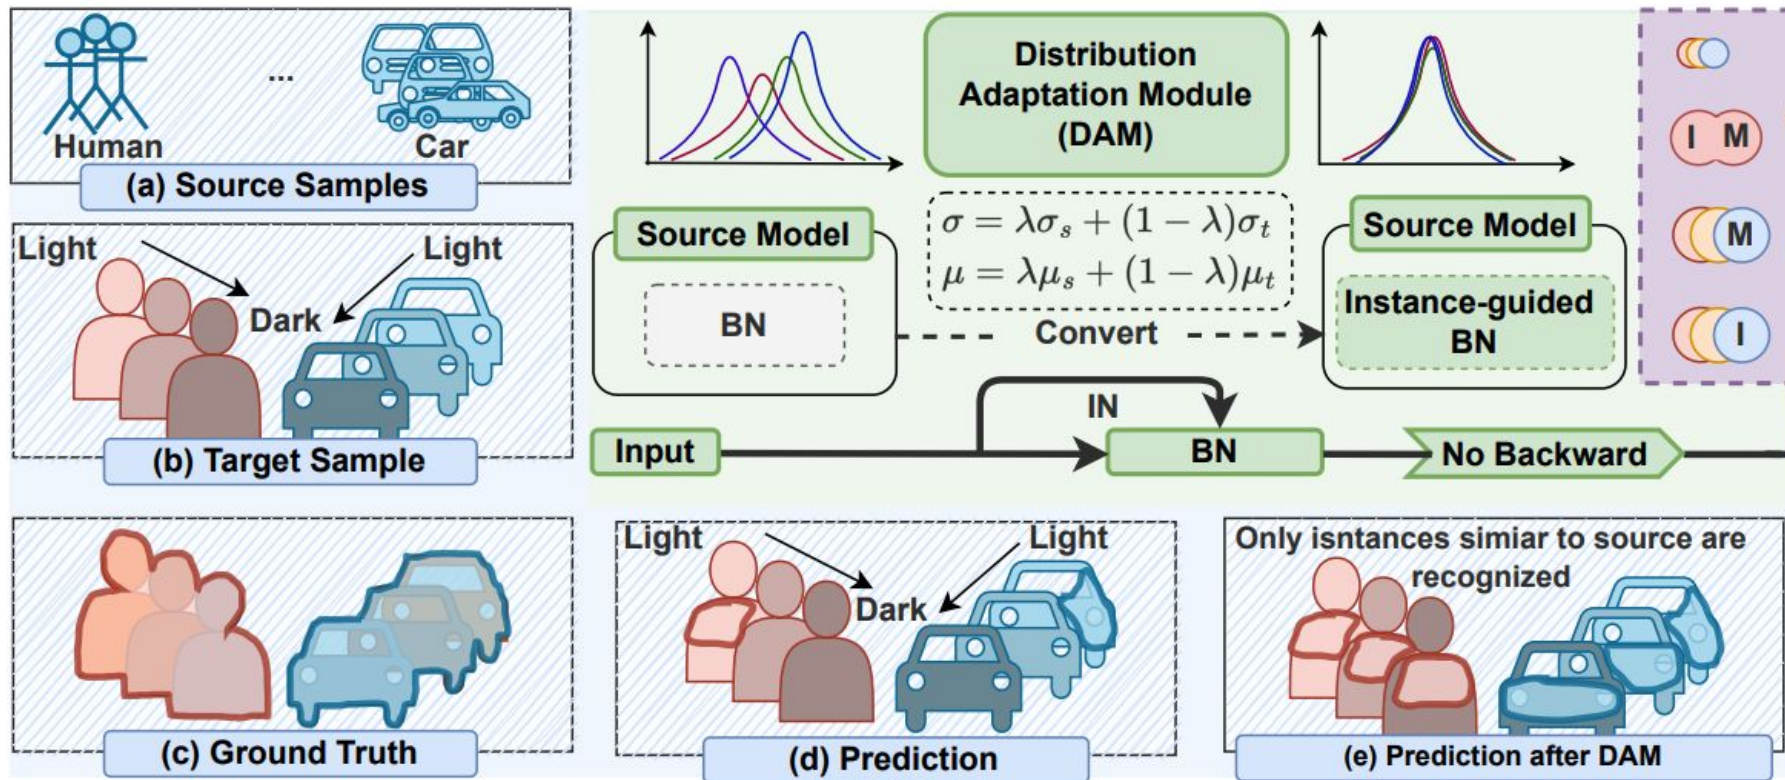 ...
Human
Car
(a) Source Samples
Light
Light
Dark
(b) Target Sample
(c) Ground Truth
Distribution
Adaptation Module
(DAM)
σ = λσ_s + (1 − λ)σ_t
μ = λμ_s + (1 − λ)μ_t
Source Model
BN
Convert
Source Model
Instance-guided
BN
Input
IN
BN
No Backward
I M
M
I
Light
Light
Dark
(d) Prediction
Only isntances simiar to source are
recognized
(e) Prediction after DAM